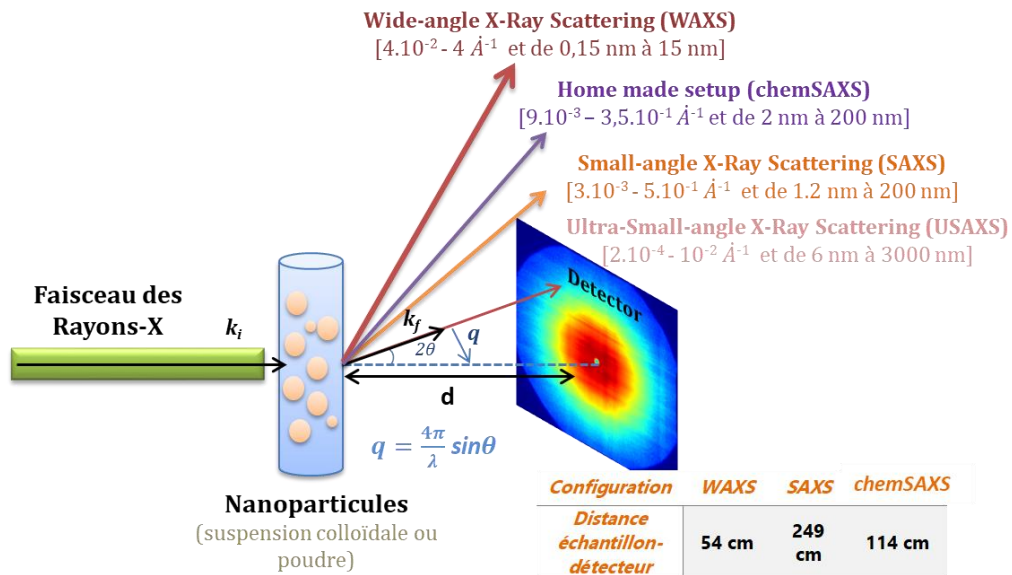 Wide-angle X-Ray Scattering (WAXS)
[4.10⁻² - 4 Å⁻¹ et de 0,15 nm à 15 nm]
Home made setup (chemSAXS)
[9.10⁻³ – 3,5.10⁻¹ Å⁻¹ et de 2 nm à 200 nm]
Small-angle X-Ray Scattering (SAXS)
[3.10⁻³ - 5.10⁻¹ Å⁻¹ et de 1.2 nm à 200 nm]
Ultra-Small-angle X-Ray Scattering (USAXS)
[2.10⁻⁴ - 10⁻² Å⁻¹ et de 6 nm à 3000 nm]
Detector
Faisceau des
Rayons-X
k_i
k_f
2θ
q
d
q = 4π/λ sinθ
Nanoparticules
(suspension colloïdale ou
poudre)
Configuration WAXS SAXS chemSAXS
Distance
échantillon-
détecteur
54 cm
249
cm
114 cm